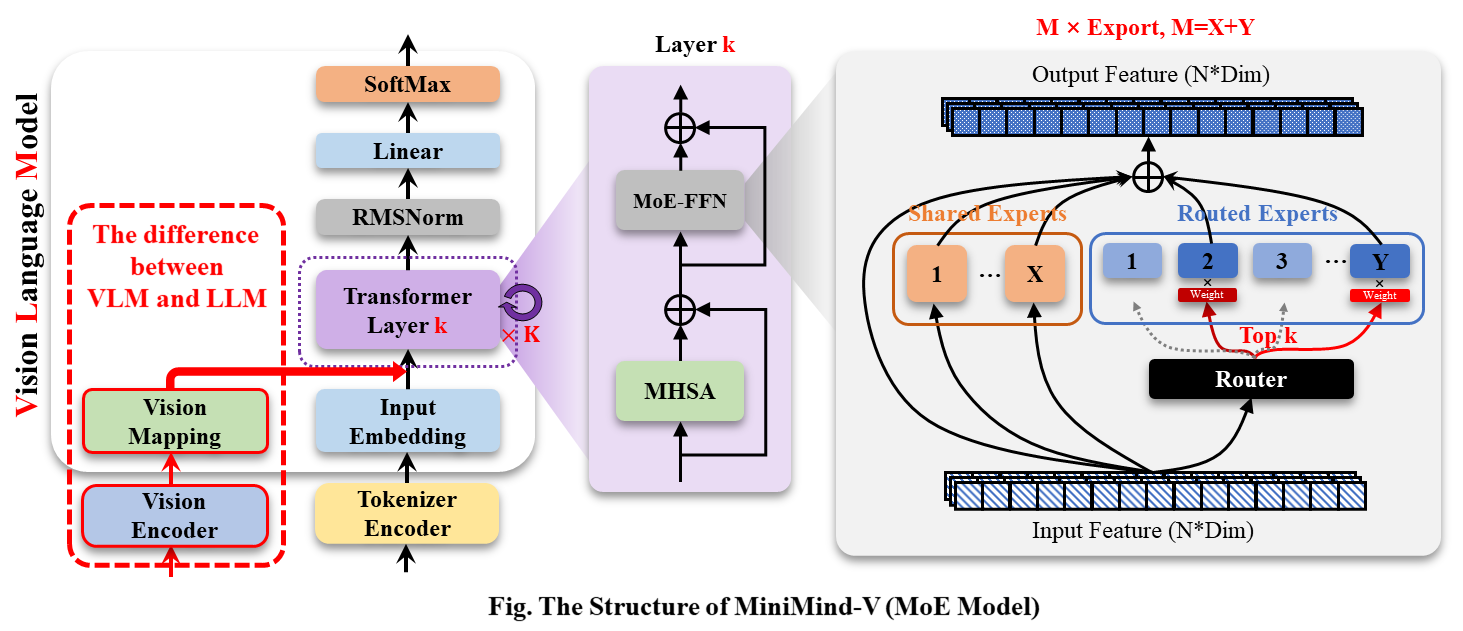 Vision Language Model
SoftMax
Linear
RMSNorm
Transformer
Layer k
× K
Input
Embedding
Tokenizer
Encoder
The difference
between
VLM and LLM
Vision
Mapping
Vision
Encoder
Layer k
MoE-FFN
MHSA
M × Export, M=X+Y
Output Feature (N*Dim)
Shared Experts
1
...
X
Routed Experts
1
2
3
...
Y
×
Weight
×
Weight
Top k
Router
Input Feature (N*Dim)
Fig. The Structure of MiniMind-V (MoE Model)